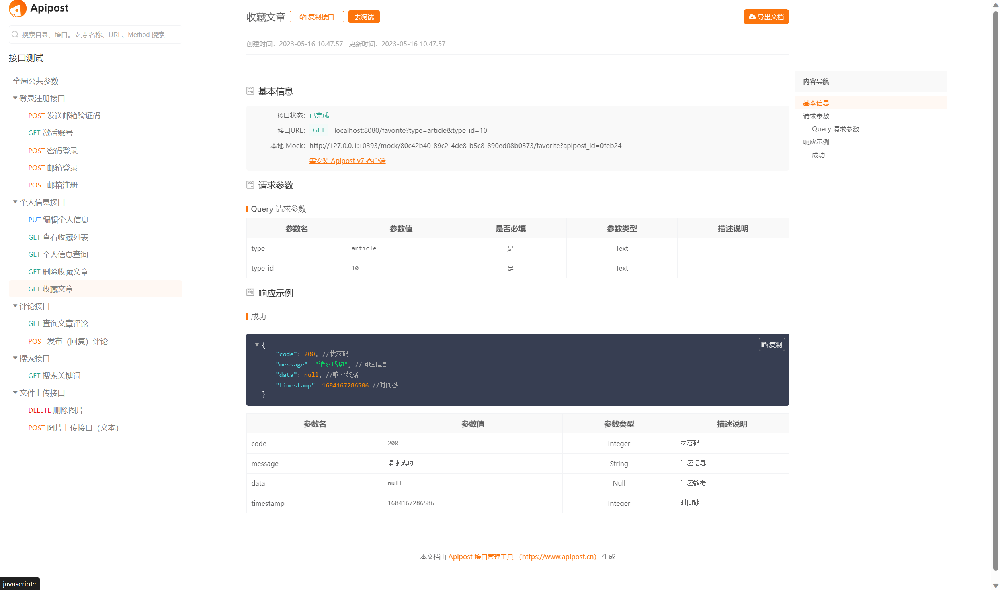 Apipost
搜索目录、接口。支持 名称、URL、Method 搜索
接口测试
全局公共参数
登录注册接口
POST 发送邮箱验证码
GET 激活账号
POST 密码登录
POST 邮箱登录
POST 邮箱注册
个人信息接口
PUT 编辑个人信息
GET 查看收藏列表
GET 个人信息查询
GET 删除收藏文章
GET 收藏文章
评论接口
GET 查询文章评论
POST 发布（回复）评论
搜索接口
GET 搜索关键词
文件上传接口
DELETE 删除图片
POST 图片上传接口（文本）
javascript:;
收藏文章 复制接口 去调试 导出文档
创建时间：2023-05-16 10:47:57 更新时间：2023-05-16 10:47:57
基本信息
接口状态：已完成
接口URL： GET localhost:8080/favorite?type=article&type_id=10
本地 Mock：http://127.0.0.1:10393/mock/80c42b40-89c2-4de8-b5c8-890ed08b0373/favorite?apipost_id=0feb24
需安装 Apipost v7 客户端
请求参数
Query 请求参数
参数名 参数值 是否必填 参数类型 描述说明
type article 是 Text
type_id 10 是 Text
响应示例
成功
{ 复制
"code": 200, //状态码
"message": "请求成功", //响应信息
"data": null, //响应数据
"timestamp": 1684167286586 //时间戳
}
参数名 参数值 参数类型 描述说明
code 200 Integer 状态码
message 请求成功 String 响应信息
data null Null 响应数据
timestamp 1684167286586 Integer 时间戳
本文档由 Apipost 接口管理工具 （https://www.apipost.cn） 生成
内容导航
基本信息
请求参数
Query 请求参数
响应示例
成功